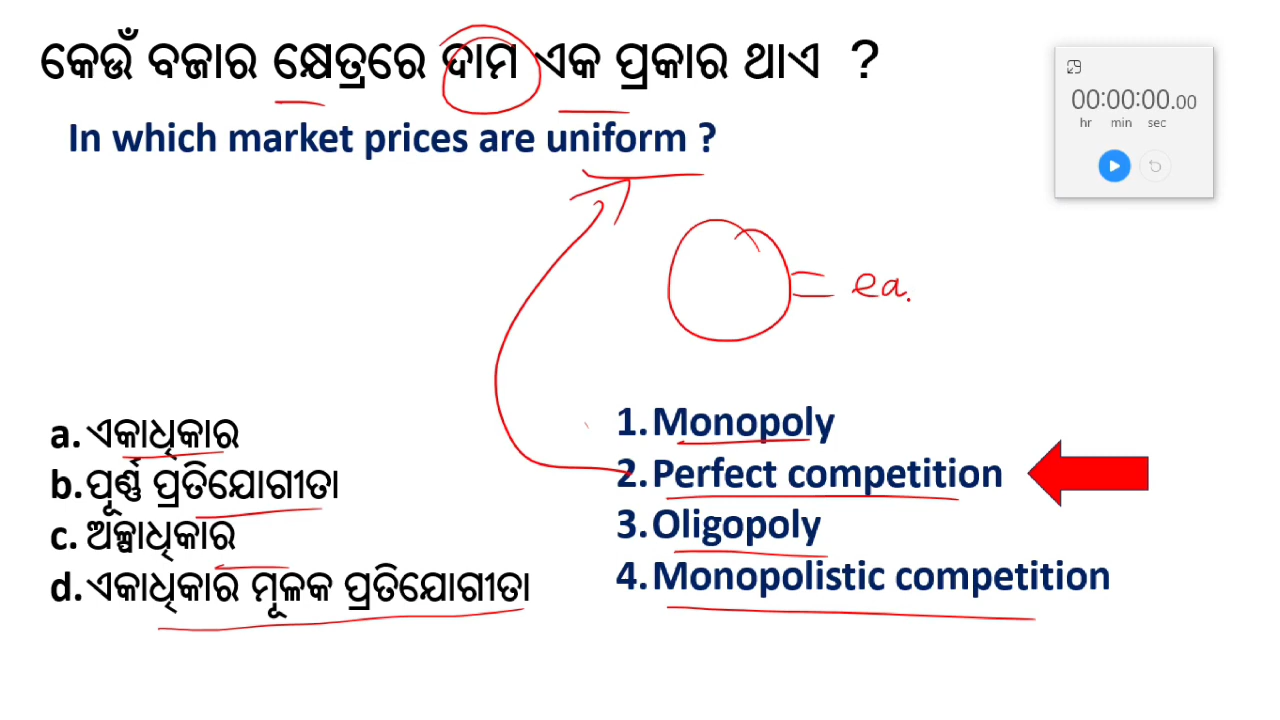 କେଉଁ ବଜାର କ୍ଷେତ୍ରରେ ଦାମ ଏକ ପ୍ରକାର ଥାଏ ?
In which market prices are uniform ?
00:00:00.00
hr min sec
= ea.
a. ଏକାଧିକାର
b. ପୂର୍ଣ୍ଣ ପ୍ରତିଯୋଗୀତା
c. ଅଳ୍ପାଧିକାର
d. ଏକାଧିକାର ମୂଳକ ପ୍ରତିଯୋଗୀତା
1. Monopoly
2. Perfect competition
3. Oligopoly
4. Monopolistic competition